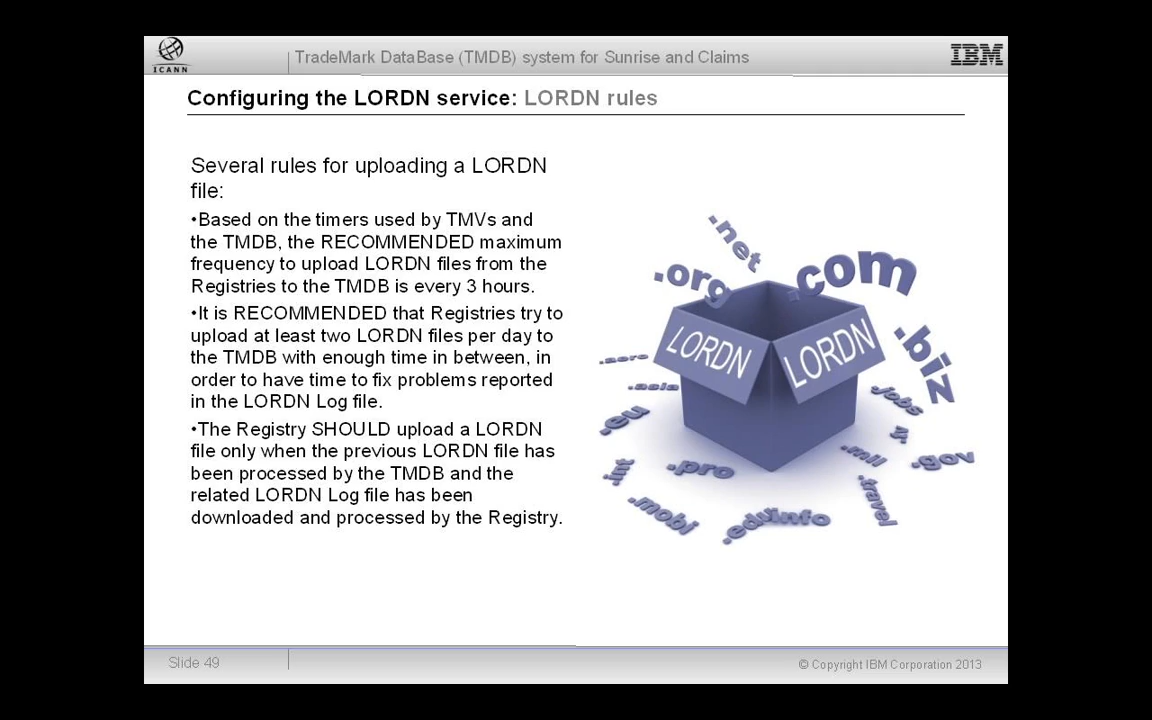 ICANN
TradeMark DataBase (TMDB) system for Sunrise and Claims
IBM
Configuring the LORDN service: LORDN rules
Several rules for uploading a LORDN
file:
•Based on the timers used by TMVs and
the TMDB, the RECOMMENDED maximum
frequency to upload LORDN files from the
Registries to the TMDB is every 3 hours.
•It is RECOMMENDED that Registries try to
upload at least two LORDN files per day to
the TMDB with enough time in between, in
order to have time to fix problems reported
in the LORDN Log file.
•The Registry SHOULD upload a LORDN
file only when the previous LORDN file has
been processed by the TMDB and the
related LORDN Log file has been
downloaded and processed by the Registry.
.net
.org
.com
LORDN
LORDN
.biz
.aero
.asia
.jobs
.eu
.int
.pro
.mil
.gov
.mobi
.edu
.info
.travel
Slide 49
© Copyright IBM Corporation 2013